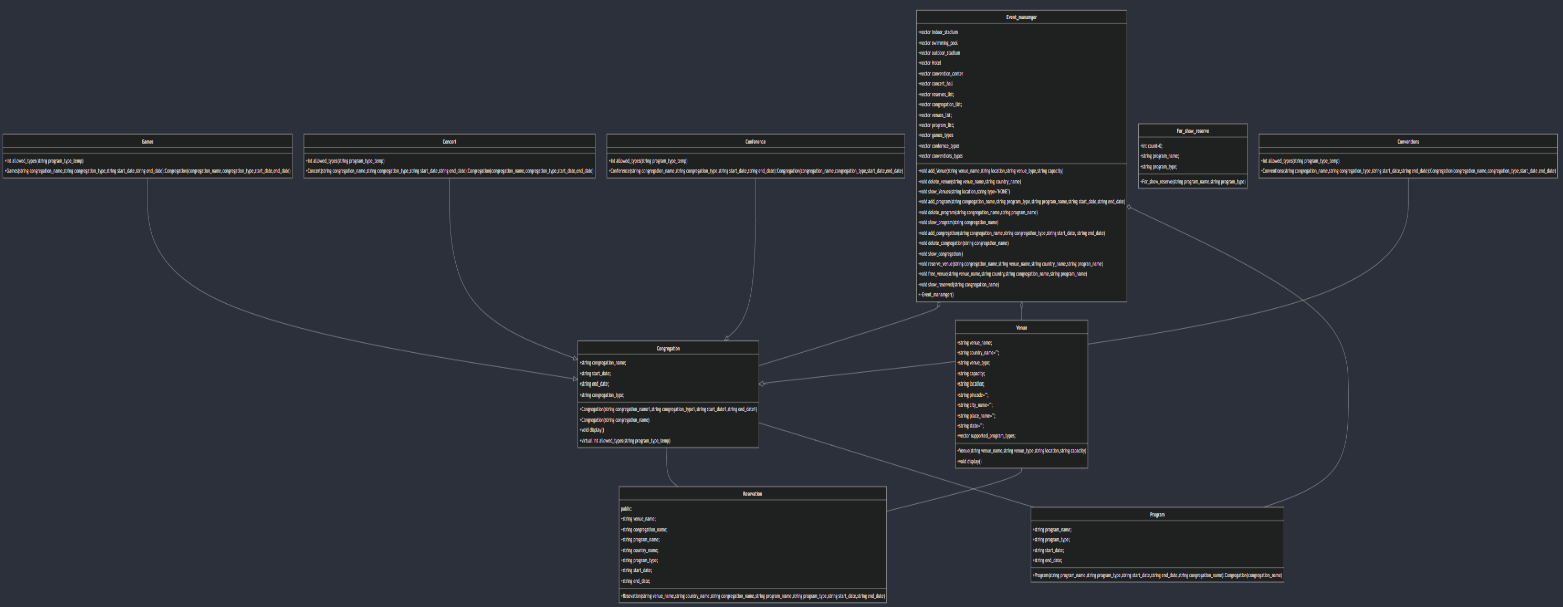 Event_manager
+vector indoor_stadium
+vector swimming_pool
+vector outdoor_stadium
+vector Hotel
+vector convention_center
+vector concert_hall
+vector reserves_list;
+vector congregation_list;
+vector venues_list;
+vector program_list;
+vector games_types
+vector confence_types
+vector conventions_types
+void add_Venue(string venue_name,string location,string venue_type,string capacity)
+void delete_venue(string venue_name,string country_name)
+void show_Venues(string location,string type="NONE")
+void add_program(string congregation_name,string program_type,string program_name,string start_date,string end_date)
+void delete_program(string congregation_name,string program_name)
+void show_program(string congregation_name)
+void add_congregation(string congregation_name,string congregation_type,string start_date, string end_date)
+void delete_congregation(string congregation_name)
+void show_congregation()
+void reserve_venue(string congregation_name,string venue_name,string country_name,string program_name)
+void free_venue(string venue_name,string country,string congregation_name,string program_name)
+void show_reserved(string congregation_name)
For_show_reserve
+int count=0;
+string program_name;
+string program_type;
+For_show_reserve(string program_name,string program_type)
Games
+int allowed_types(string program_type_temp)
+Games(string congregation_name,string congregation_type,string start_date,string end_date):Congregation(congregation_name,congregation_type,start_date,end_date)
Concert
+int allowed_types(string program_type_temp)
+Concert(string congregation_name,string congregation_type,string start_date,string end_date):Congregation(congregation_name,congregation_type,start_date,end_date)
Conference
+int allowed_types(string program_type_temp)
+Conference(string congregation_name,string congregation_type,string start_date,string end_date):Congregation(congregation_name,congregation_type,start_date,end_date)
Conventions
+int allowed_types(string program_type_temp)
+Conventions(string congregation_name,string congregation_type,string start_date,string end_date):Congregation(congregation_name,congregation_type,start_date,end_date)
Venue
+string venue_name;
+string country_name="";
+string venue_type;
+string capacity;
+string location;
+string pincode="";
+string city_name="";
+string place_name="";
+string state="";
+vector supported_program_types;
+Venue(string venue_name,string venue_type,string location,string capacity)
+void display()
Congregation
+string congregation_name;
+string start_date;
+string end_date;
+string congregation_type;
+Congregation(string congregation_name1,string congregation_type1,string start_date1,string end_date1)
+Congregation(string congregation_name)
+void display()
+virtual int allowed_types(string program_type_temp)
Reservation
public:
+string venue_name;
+string congregation_name;
+string program_name;
+string country_name;
+string program_type;
+string start_date;
+string end_date;
+Reservation(string venue_name,string country_name,string congregation_name,string program_name,string program_type,string start_date,string end_date)
Program
+string program_name;
+string program_type;
+string start_date;
+string end_date;
+Program(string program_name,string program_type,string start_date,string end_date,string congregation_name):Congregation(congregation_name)